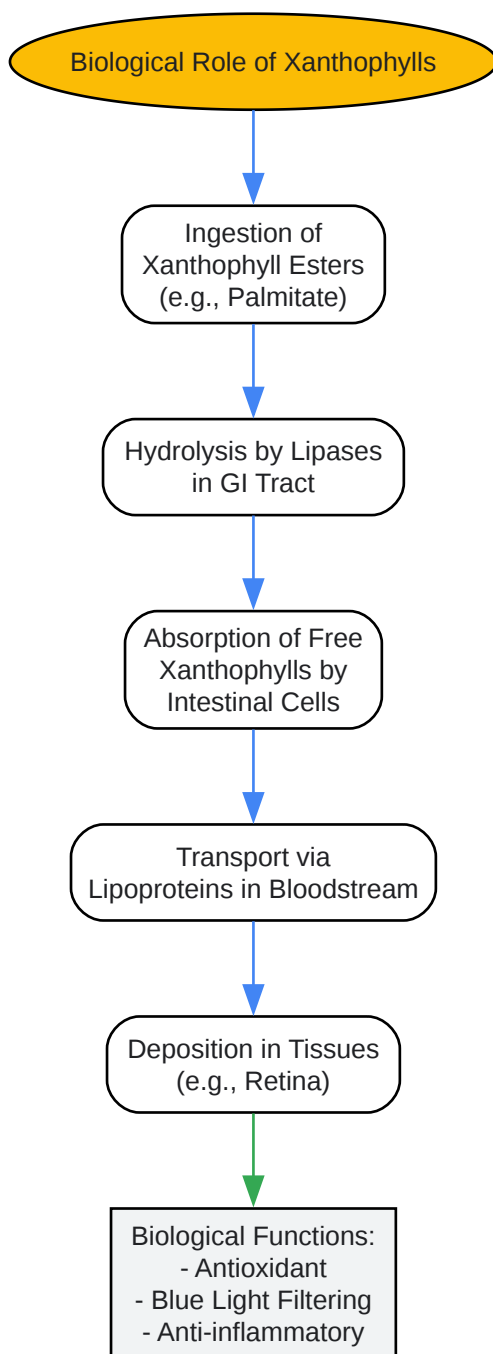 Biological Role of Xanthophylls
Ingestion of
Xanthophyll Esters
(e.g., Palmitate)
Hydrolysis by Lipases
in GI Tract
Absorption of Free
Xanthophylls by
Intestinal Cells
Transport via
Lipoproteins in Bloodstream
Deposition in Tissues
(e.g., Retina)
Biological Functions:
- Antioxidant
- Blue Light Filtering
- Anti-inflammatory